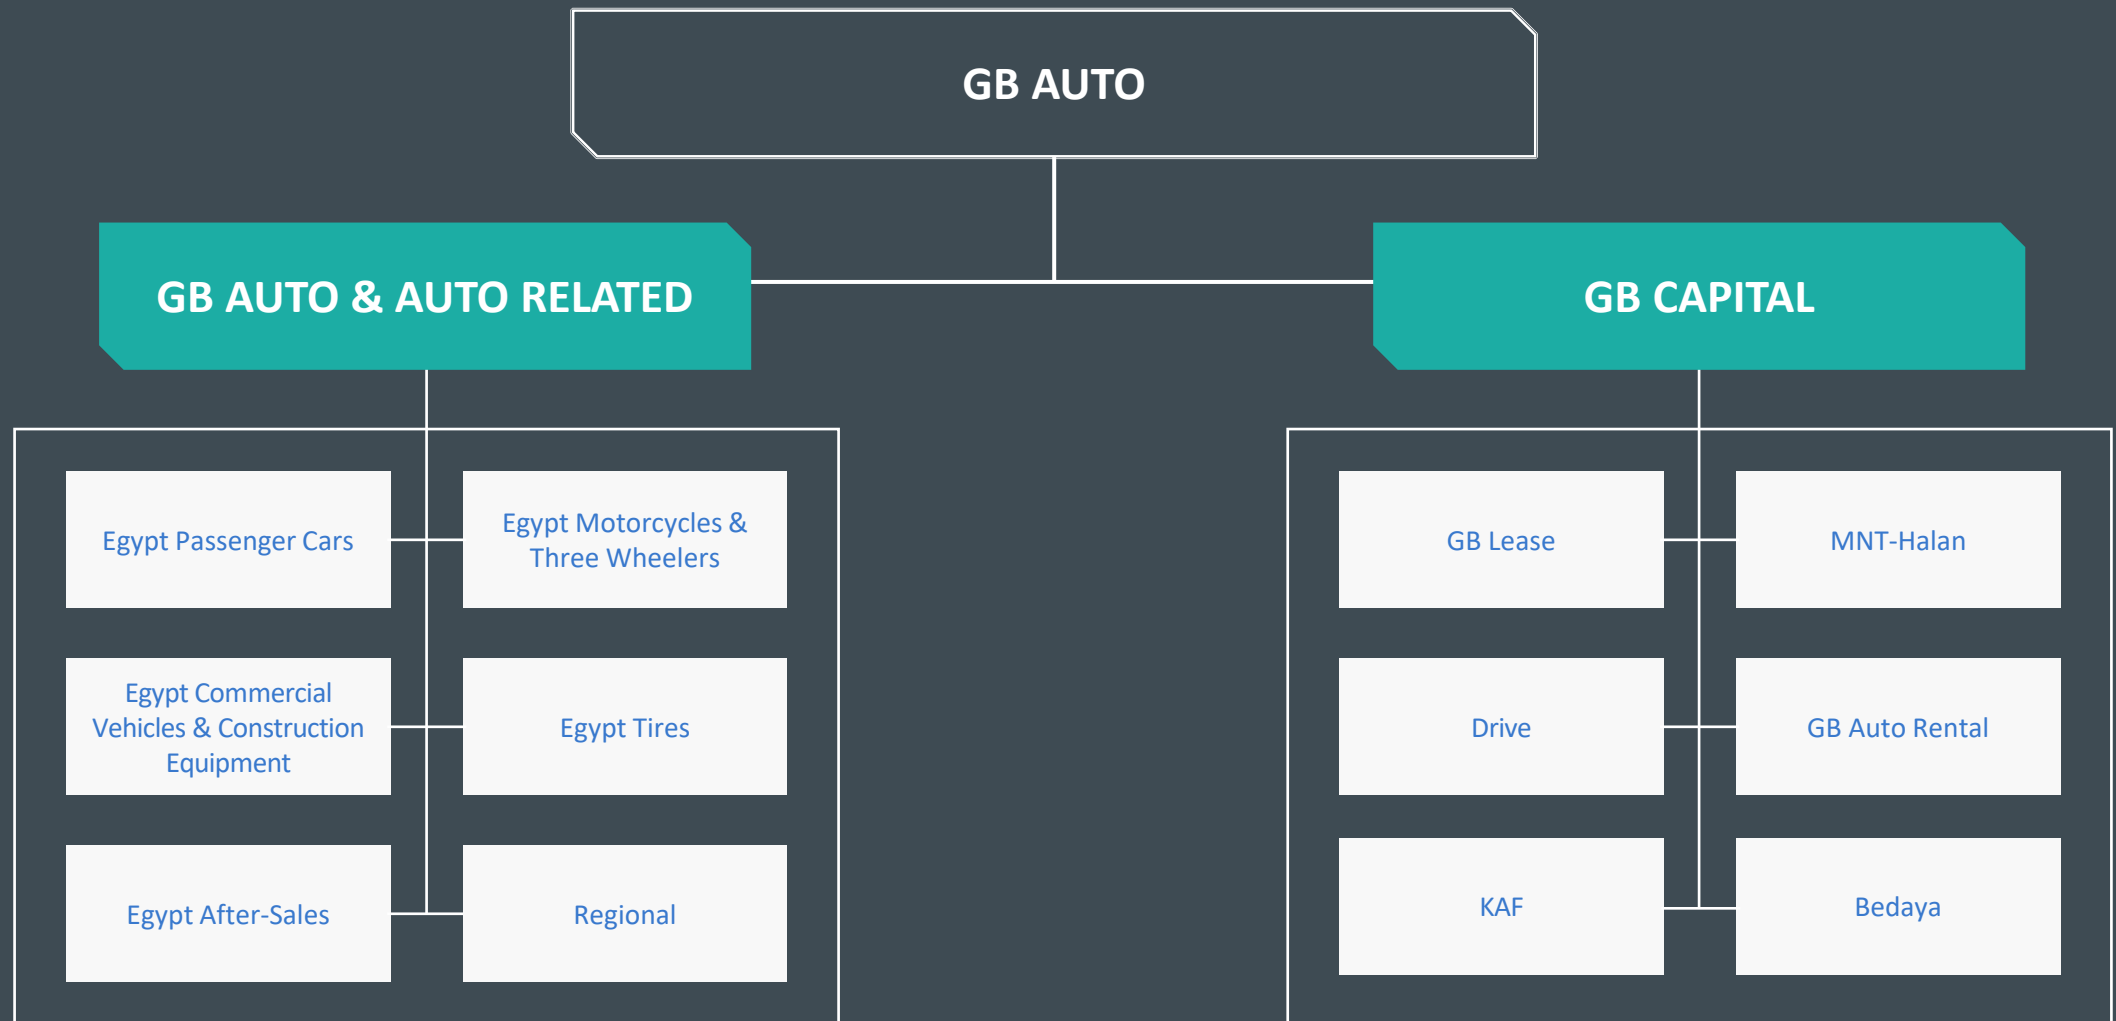 GB AUTO
GB AUTO & AUTO RELATED
GB CAPITAL
Egypt Passenger Cars
Egypt Motorcycles &
Three Wheelers
Egypt Commercial
Vehicles & Construction
Equipment
Egypt Tires
Egypt After-Sales
Regional
GB Lease
MNT-Halan
Drive
GB Auto Rental
KAF
Bedaya